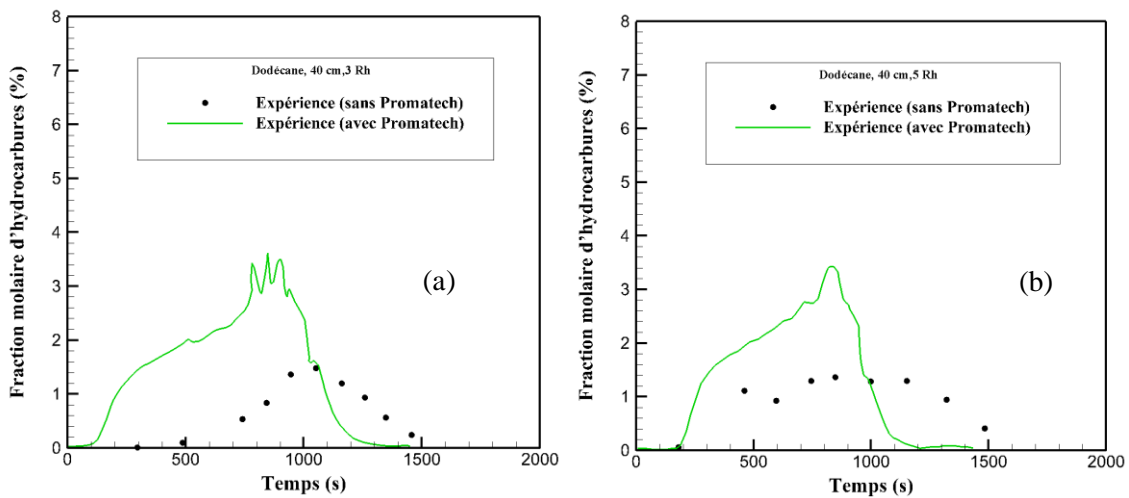 Fraction molaire d'hydrocarbures (%)
8
7
6
5
4
3
2
1
0
Dodécane, 40 cm,3 Rh
Expérience (sans Promatech)
Expérience (avec Promatech)
(a)
0 500 1000 1500 2000
Temps (s)
Fraction molaire d'hydrocarbures (%)
8
7
6
5
4
3
2
1
0
Dodécane, 40 cm,5 Rh
Expérience (sans Promatech)
Expérience (avec Promatech)
(b)
0 500 1000 1500 2000
Temps (s)